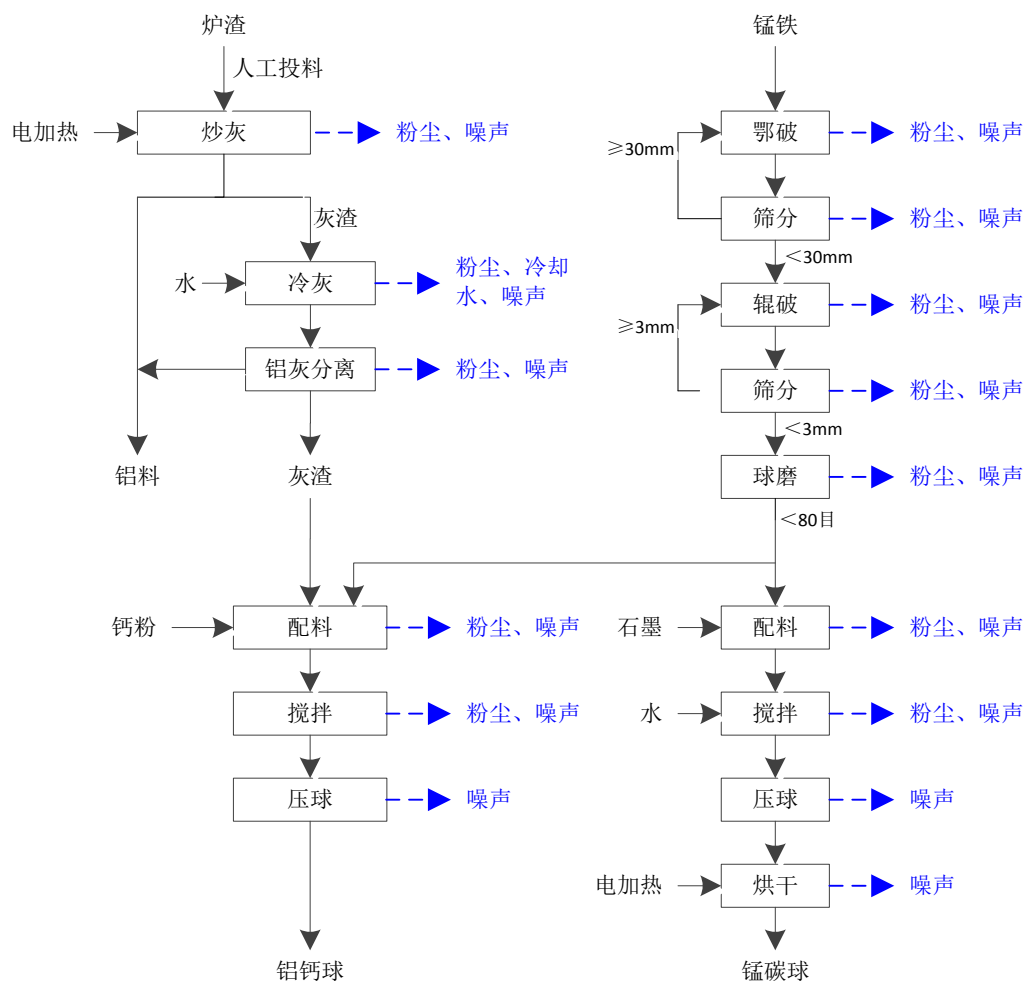 炉渣
人工投料
电加热
炒灰
粉尘、噪声
灰渣
水
冷灰
粉尘、冷却
水、噪声
铝灰分离
粉尘、噪声
铝料
灰渣
钙粉
配料
粉尘、噪声
搅拌
粉尘、噪声
压球
噪声
铝钙球
锰铁
鄂破
粉尘、噪声
≥30mm
筛分
粉尘、噪声
＜30mm
辊破
粉尘、噪声
≥3mm
筛分
粉尘、噪声
＜3mm
球磨
粉尘、噪声
＜80目
石墨
配料
粉尘、噪声
水
搅拌
粉尘、噪声
压球
噪声
电加热
烘干
噪声
锰碳球